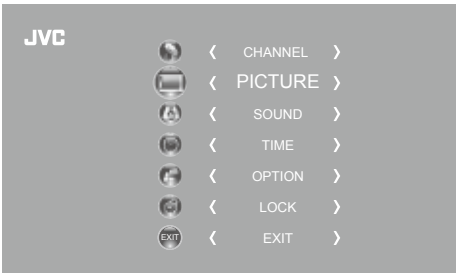 JVC
CHANNEL
PICTURE
SOUND
TIME
OPTION
LOCK
EXIT EXIT